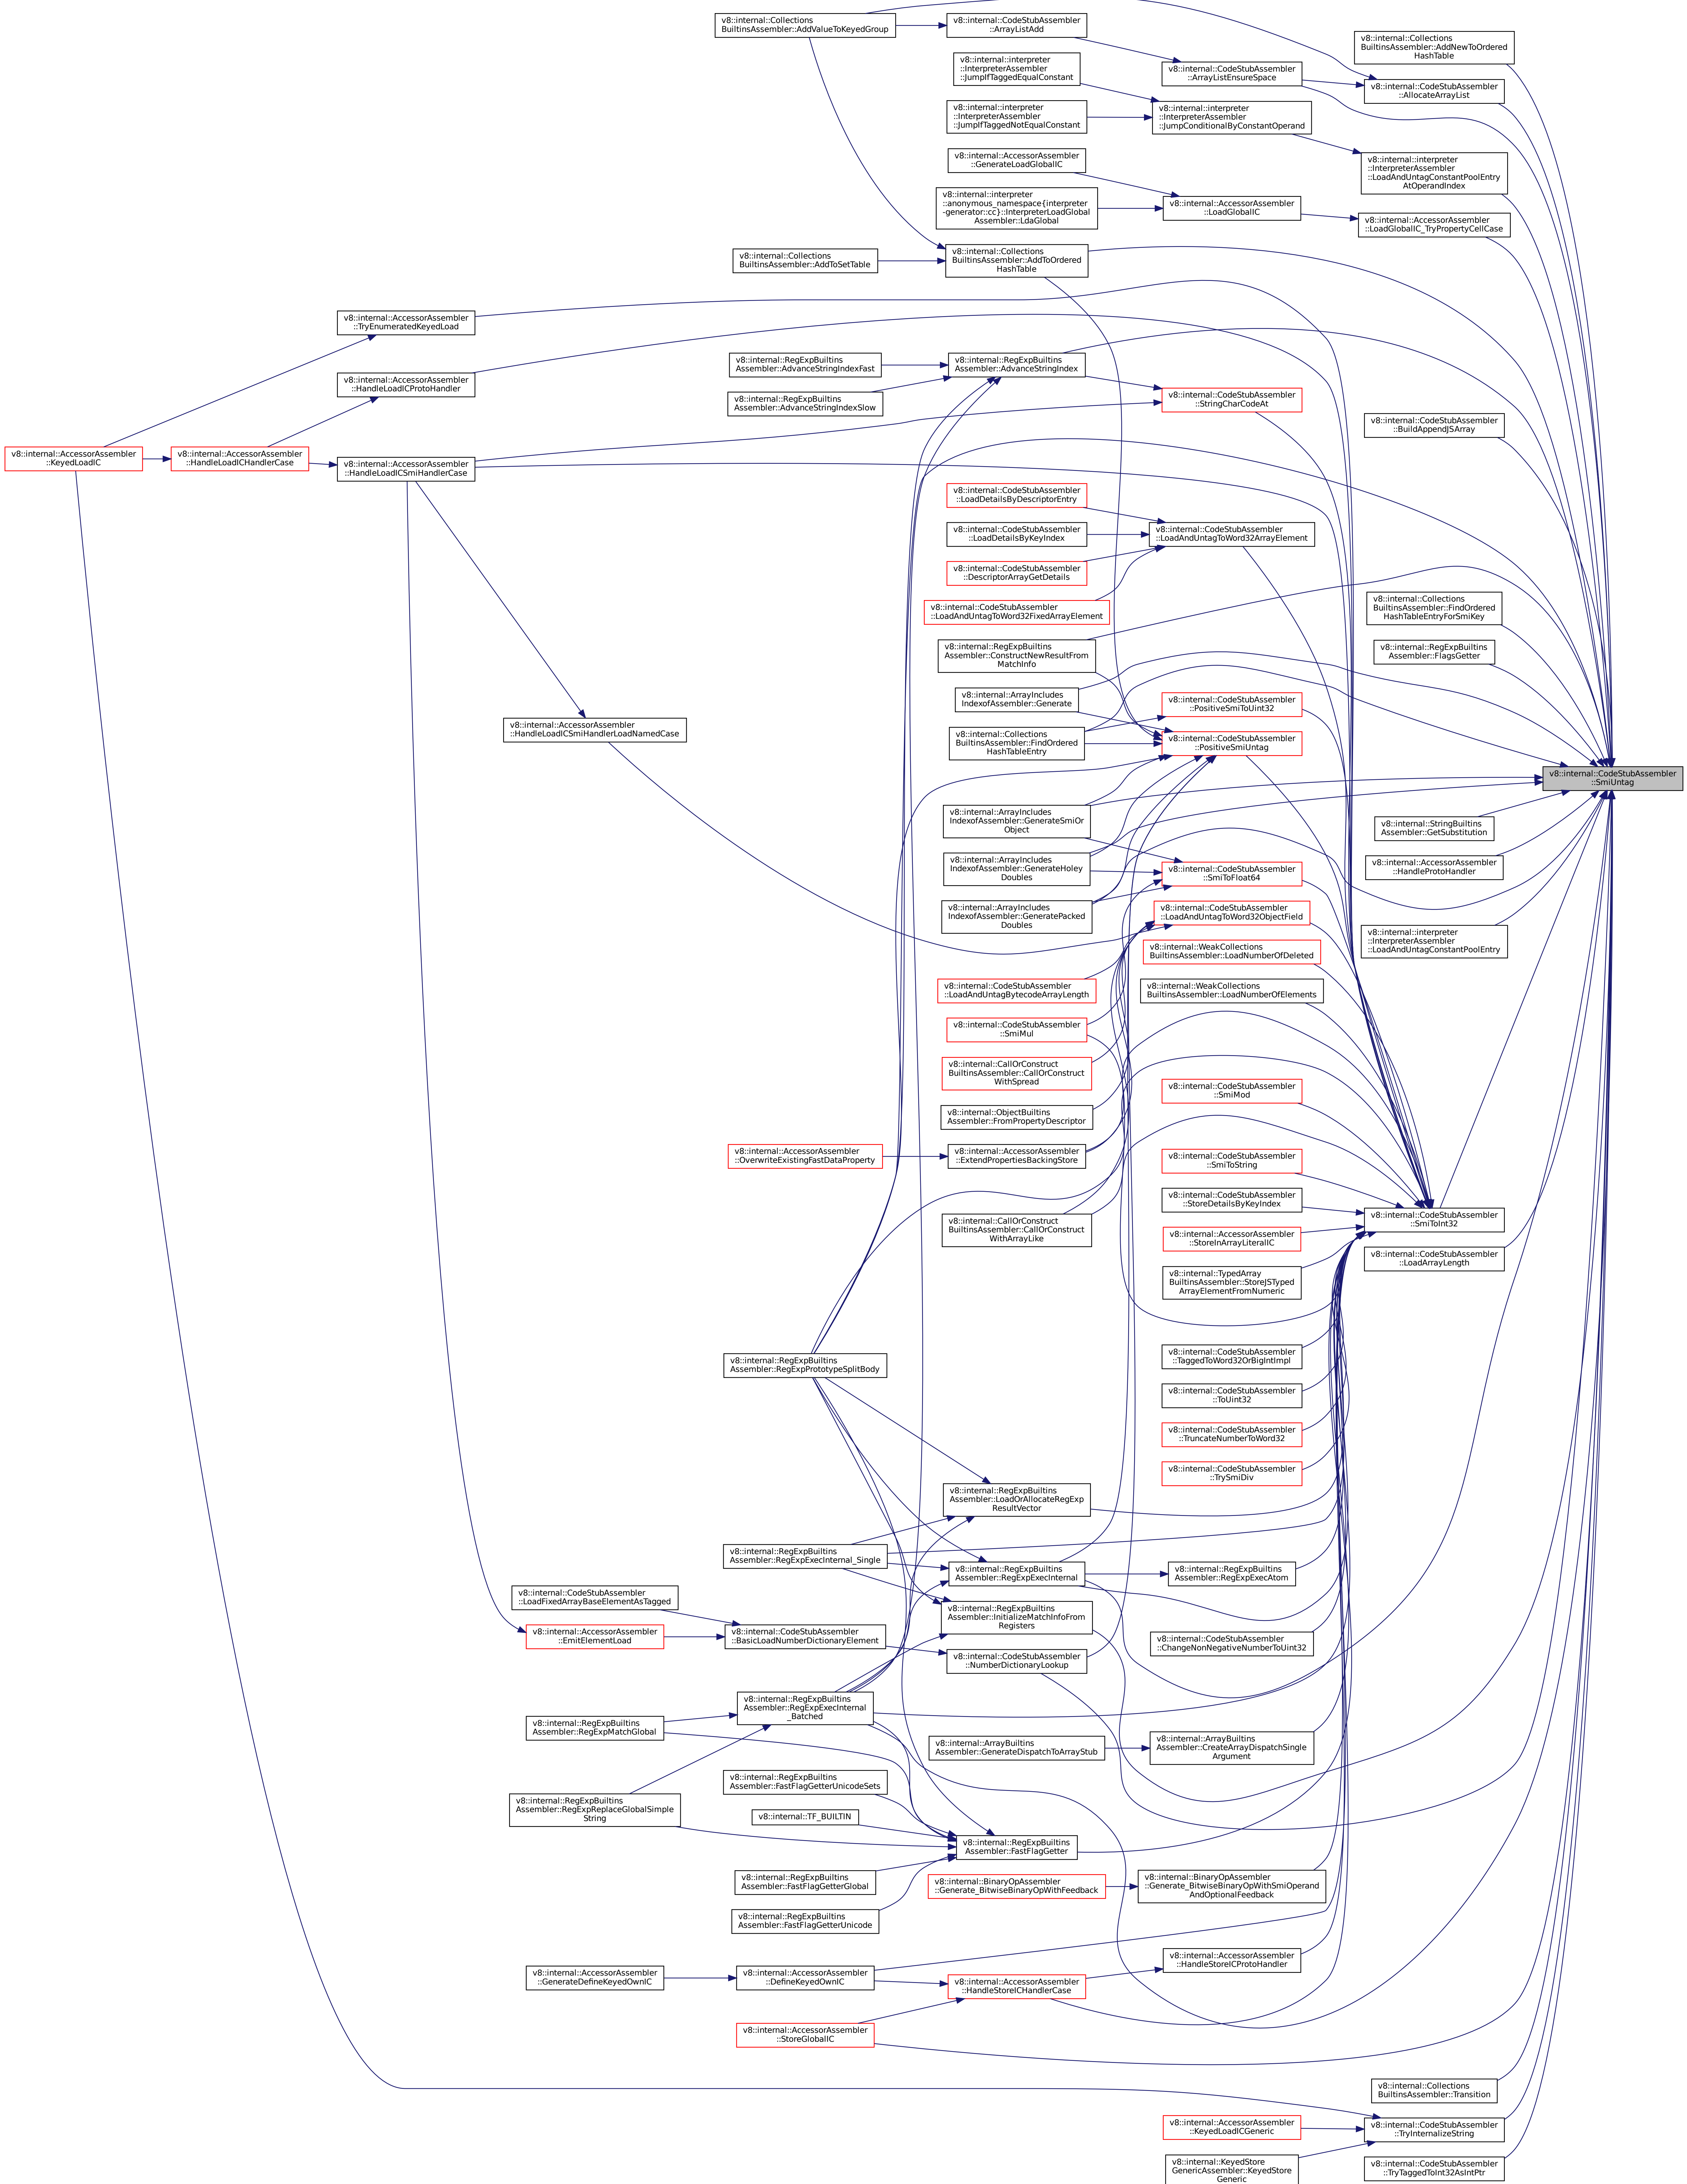 v8::internal::Collections
BuiltinsAssembler::AddValueToKeyedGroup
v8::internal::CodeStubAssembler
::ArrayListAdd
v8::internal::Collections
BuiltinsAssembler::AddNewToOrdered
HashTable
v8::internal::interpreter
::InterpreterAssembler
::JumpIfTaggedEqualConstant
v8::internal::CodeStubAssembler
::ArrayListEnsureSpace
v8::internal::CodeStubAssembler
::AllocateArrayList
v8::internal::interpreter
::InterpreterAssembler
::JumpIfTaggedNotEqualConstant
v8::internal::interpreter
::InterpreterAssembler
::JumpConditionalByConstantOperand
v8::internal::AccessorAssembler
::GenerateLoadGlobalIC
v8::internal::interpreter
::InterpreterAssembler
::LoadAndUntagConstantPoolEntry
AtOperandIndex
v8::internal::interpreter
::anonymous_namespace{interpreter
-generator::cc}::InterpreterLoadGlobal
Assembler::LdaGlobal
v8::internal::AccessorAssembler
::LoadGlobalIC
v8::internal::AccessorAssembler
::LoadGlobalIC_TryPropertyCellCase
v8::internal::Collections
BuiltinsAssembler::AddToSetTable
v8::internal::Collections
BuiltinsAssembler::AddToOrdered
HashTable
v8::internal::AccessorAssembler
::TryEnumeratedKeyedLoad
v8::internal::RegExpBuiltins
Assembler::AdvanceStringIndexFast
v8::internal::RegExpBuiltins
Assembler::AdvanceStringIndex
v8::internal::AccessorAssembler
::HandleLoadICProtoHandler
v8::internal::RegExpBuiltins
Assembler::AdvanceStringIndexSlow
v8::internal::CodeStubAssembler
::StringCharCodeAt
v8::internal::CodeStubAssembler
::BuildAppendJSArray
v8::internal::AccessorAssembler
::KeyedLoadIC
v8::internal::AccessorAssembler
::HandleLoadICHandlerCase
v8::internal::AccessorAssembler
::HandleLoadICSmiHandlerCase
v8::internal::CodeStubAssembler
::LoadDetailsByDescriptorEntry
v8::internal::CodeStubAssembler
::LoadDetailsByKeyIndex
v8::internal::CodeStubAssembler
::LoadAndUntagToWord32ArrayElement
v8::internal::CodeStubAssembler
::DescriptorArrayGetDetails
v8::internal::CodeStubAssembler
::LoadAndUntagToWord32FixedArrayElement
v8::internal::Collections
BuiltinsAssembler::FindOrdered
HashTableEntryForSmiKey
v8::internal::RegExpBuiltins
Assembler::ConstructNewResultFrom
MatchInfo
v8::internal::RegExpBuiltins
Assembler::FlagsGetter
v8::internal::ArrayIncludes
IndexofAssembler::Generate
v8::internal::CodeStubAssembler
::PositiveSmiToUint32
v8::internal::AccessorAssembler
::HandleLoadICSmiHandlerLoadNamedCase
v8::internal::Collections
BuiltinsAssembler::FindOrdered
HashTableEntry
v8::internal::CodeStubAssembler
::PositiveSmiUntag
v8::internal::CodeStubAssembler
::SmiUntag
v8::internal::ArrayIncludes
IndexofAssembler::GenerateSmiOr
Object
v8::internal::StringBuiltins
Assembler::GetSubstitution
v8::internal::ArrayIncludes
IndexofAssembler::GenerateHoley
Doubles
v8::internal::CodeStubAssembler
::SmiToFloat64
v8::internal::AccessorAssembler
::HandleProtoHandler
v8::internal::ArrayIncludes
IndexofAssembler::GeneratePacked
Doubles
v8::internal::CodeStubAssembler
::LoadAndUntagToWord32ObjectField
v8::internal::interpreter
::InterpreterAssembler
::LoadAndUntagConstantPoolEntry
v8::internal::WeakCollections
BuiltinsAssembler::LoadNumberOfDeleted
v8::internal::CodeStubAssembler
::LoadAndUntagBytecodeArrayLength
v8::internal::WeakCollections
BuiltinsAssembler::LoadNumberOfElements
v8::internal::CodeStubAssembler
::SmiMul
v8::internal::CallOrConstruct
BuiltinsAssembler::CallOrConstruct
WithSpread
v8::internal::CodeStubAssembler
::SmiMod
v8::internal::ObjectBuiltins
Assembler::FromPropertyDescriptor
v8::internal::AccessorAssembler
::OverwriteExistingFastDataProperty
v8::internal::AccessorAssembler
::ExtendPropertiesBackingStore
v8::internal::CodeStubAssembler
::SmiToString
v8::internal::CodeStubAssembler
::StoreDetailsByKeyIndex
v8::internal::CodeStubAssembler
::SmiToInt32
v8::internal::CallOrConstruct
BuiltinsAssembler::CallOrConstruct
WithArrayLike
v8::internal::AccessorAssembler
::StoreInArrayLiteralIC
v8::internal::CodeStubAssembler
::LoadArrayLength
v8::internal::TypedArray
BuiltinsAssembler::StoreJSTyped
ArrayElementFromNumeric
v8::internal::RegExpBuiltins
Assembler::RegExpPrototypeSplitBody
v8::internal::CodeStubAssembler
::TaggedToWord32OrBigIntImpl
v8::internal::CodeStubAssembler
::ToUint32
v8::internal::CodeStubAssembler
::TruncateNumberToWord32
v8::internal::CodeStubAssembler
::TrySmiDiv
v8::internal::RegExpBuiltins
Assembler::LoadOrAllocateRegExp
ResultVector
v8::internal::RegExpBuiltins
Assembler::RegExpExecInternal_Single
v8::internal::RegExpBuiltins
Assembler::RegExpExecInternal
v8::internal::RegExpBuiltins
Assembler::RegExpExecAtom
v8::internal::CodeStubAssembler
::LoadFixedArrayBaseElementAsTagged
v8::internal::RegExpBuiltins
Assembler::InitializeMatchInfoFrom
Registers
v8::internal::AccessorAssembler
::EmitElementLoad
v8::internal::CodeStubAssembler
::BasicLoadNumberDictionaryElement
v8::internal::CodeStubAssembler
::ChangeNonNegativeNumberToUint32
v8::internal::CodeStubAssembler
::NumberDictionaryLookup
v8::internal::RegExpBuiltins
Assembler::RegExpExecInternal
_Batched
v8::internal::RegExpBuiltins
Assembler::RegExpMatchGlobal
v8::internal::ArrayBuiltins
Assembler::GenerateDispatchToArrayStub
v8::internal::ArrayBuiltins
Assembler::CreateArrayDispatchSingle
Argument
v8::internal::RegExpBuiltins
Assembler::FastFlagGetterUnicodeSets
v8::internal::RegExpBuiltins
Assembler::RegExpReplaceGlobalSimple
String
v8::internal::TF_BUILTIN
v8::internal::RegExpBuiltins
Assembler::FastFlagGetter
v8::internal::RegExpBuiltins
Assembler::FastFlagGetterGlobal
v8::internal::BinaryOpAssembler
::Generate_BitwiseBinaryOpWithFeedback
v8::internal::BinaryOpAssembler
::Generate_BitwiseBinaryOpWithSmiOperand
AndOptionalFeedback
v8::internal::RegExpBuiltins
Assembler::FastFlagGetterUnicode
v8::internal::AccessorAssembler
::HandleStoreICProtoHandler
v8::internal::AccessorAssembler
::GenerateDefineKeyedOwnIC
v8::internal::AccessorAssembler
::DefineKeyedOwnIC
v8::internal::AccessorAssembler
::HandleStoreICHandlerCase
v8::internal::AccessorAssembler
::StoreGlobalIC
v8::internal::Collections
BuiltinsAssembler::Transition
v8::internal::AccessorAssembler
::KeyedLoadICGeneric
v8::internal::CodeStubAssembler
::TryInternalizeString
v8::internal::KeyedStore
GenericAssembler::KeyedStore
Generic
v8::internal::CodeStubAssembler
::TryTaggedToInt32AsIntPtr